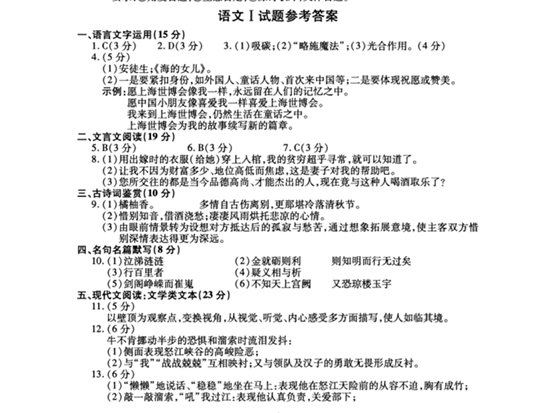 语文Ⅰ试题参考答案
一、语言文字运用(15分)
1.C(3分) 2.D(3分) 3.(1)吸碳;(2)“略施魔法”;(3)光合作用。(4分)
4.(5分)
(1)安徒生;《海的女儿》。
(2)一是要紧扣身份,如外国人、童话人物、首次来中国等;二是要体现祝愿或赞美。
示例:愿上海世博会像我一样,永远留在人们的记忆之中。
愿中国小朋友像喜爱我一样喜爱上海世博会。
我来到上海世博会,仍然生活在童话之中。
上海世博会为我的故事续写新的篇章。
二、文言文阅读(19分)
5.B(3分) 6.B(3分) 7.C(3分)
8.(1)用出嫁时的衣服(给她)穿上入棺,我的贫穷超乎寻常,就可以知道了。
(2)让我不因为财富多少、地位高低而焦虑,这是妻子对我的帮助吧。
(3)您所交往的都是当今品德高尚、才能杰出的人,现在竟与这种人喝酒取乐了?
三、古诗词鉴赏(10分)
9.(1)橘柚香。 多情自古伤离别,更那堪冷落清秋节。
(2)惜别知音,借酒浇愁;凄凄风雨烘托悲凉的心情。
(3)由眼前情景转为设想对方抵达后的孤寂与愁苦,通过想象拓展意境,使主客双方惜
别深情表达得更为深远。
四、名句名篇默写(8分)
10.(1)泣涕涟涟 (2)金就砺则利 则知明而行无过矣
(3)行百里者 (4)疑义相与析
(5)剑阁峥嵘而崔嵬 (6)不知天上宫阙 又恐琼楼玉宇
五、现代文阅读:文学类文本(23分)
11.(5分)
以壁顶为观察点,变换视角,从视觉、听觉、内心感受多方面描写,使人如临其境。
12.(6分)
牛不肯挪动半步的恐惧和溜索时流泪发抖:
(1)侧面表现怒江峡谷的高峻险恶;
(2)与“我”“战战兢兢”互相映衬;又与领队及汉子的勇敢无畏形成反衬。
13.(6分)
(1)“懒懒”地说话、“稳稳”地坐在马上:表现他在怒江天险前的从容不迫,胸有成竹;
(2)敲一敲溜索,“吼”我过江:表现他认真负责,关爱部下;